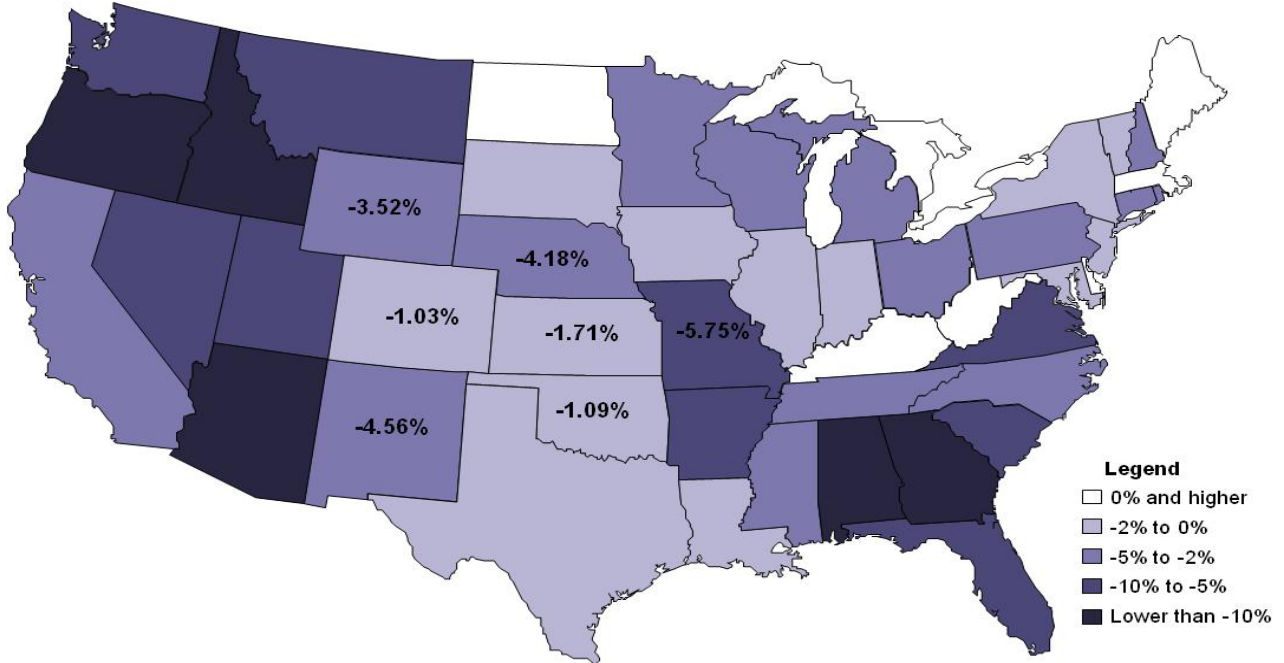 -3.52%
-4.18%
-1.03%
-1.71%
-5.75%
-1.09%
-4.56%
Legend
0% and higher
-2% to 0%
-5% to -2%
-10% to -5%
Lower than -10%